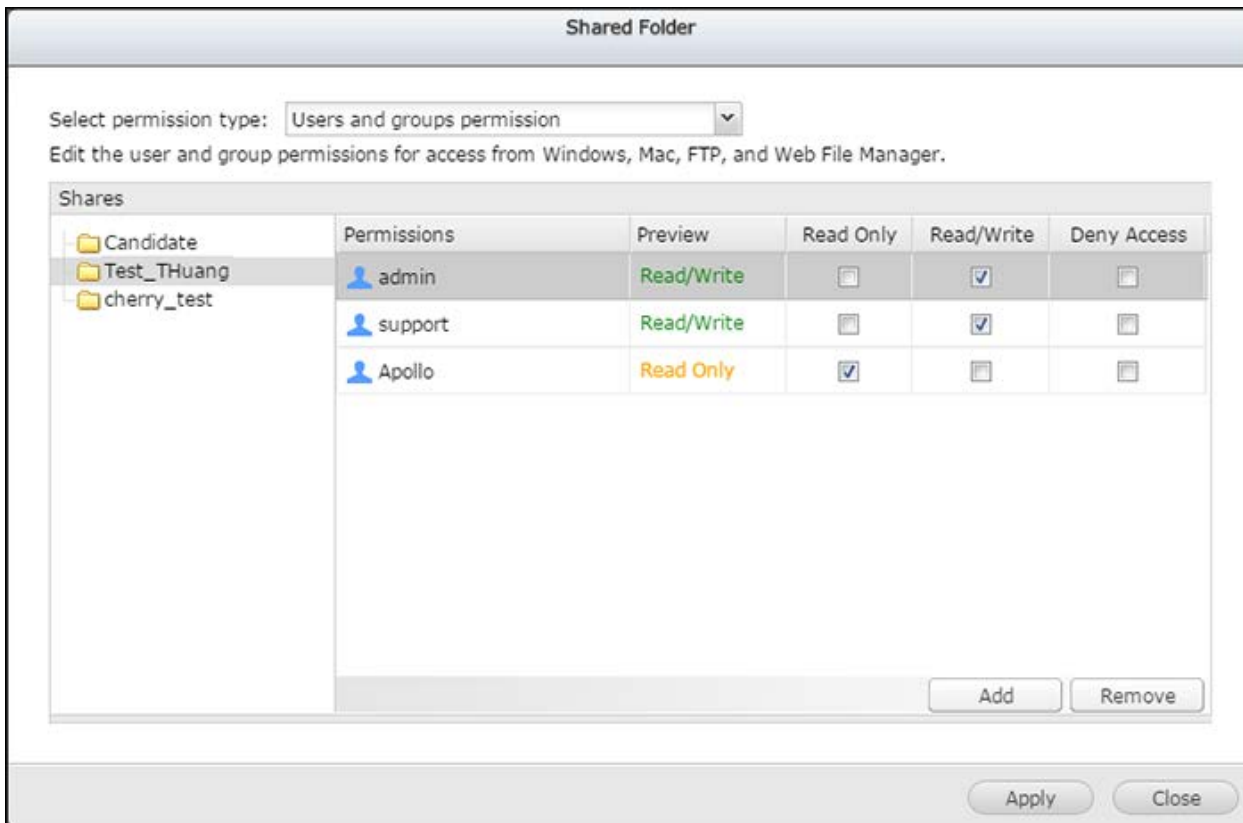 Shared Folder
Select permission type: Users and groups permission
Edit the user and group permissions for access from Windows, Mac, FTP, and Web File Manager.
Shares
Candidate
Test_THuang
cherry_test
Permissions Preview Read Only Read/Write Deny Access
admin Read/Write
support Read/Write
Apollo Read Only
Add Remove
Apply Close